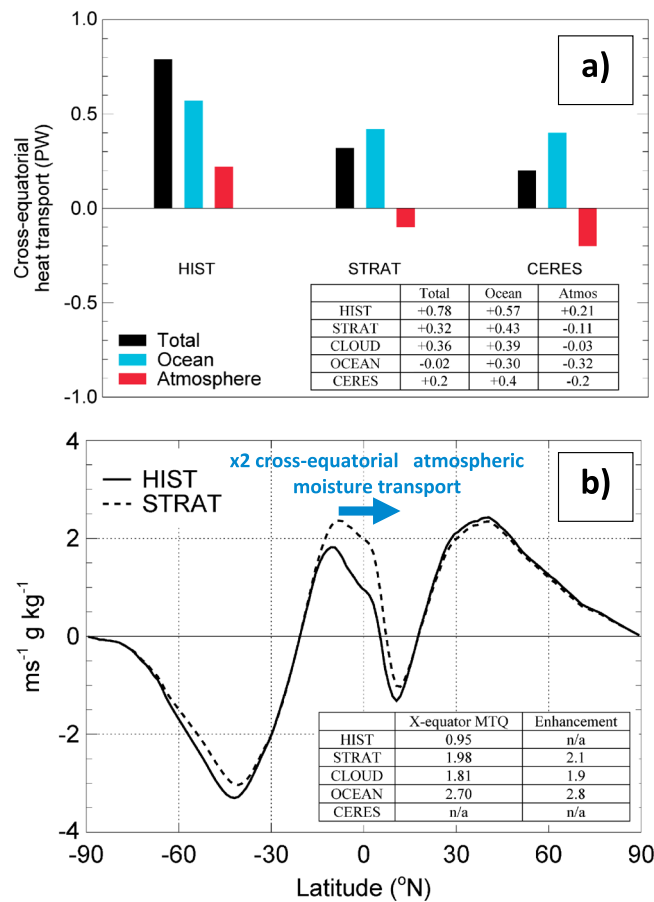 1.0
a)
0.5
0.0
-0.5
-1.0
Cross-equatorial
heat transport (PW)
HIST STRAT CERES
Total
Ocean
Atmosphere
Total Ocean Atmos
HIST +0.78 +0.57 +0.21
STRAT +0.32 +0.43 -0.11
CLOUD +0.36 +0.39 -0.03
OCEAN -0.02 +0.30 -0.32
CERES +0.2 +0.4 -0.2
4
2
0
-2
-4
ms⁻¹ g kg⁻¹
HIST
STRAT
x2 cross-equatorial atmospheric
moisture transport
b)
X-equator MTQ Enhancement
HIST 0.95 n/a
STRAT 1.98 2.1
CLOUD 1.81 1.9
OCEAN 2.70 2.8
CERES n/a n/a
-90 -60 -30 0 30 60 90
Latitude (°N)